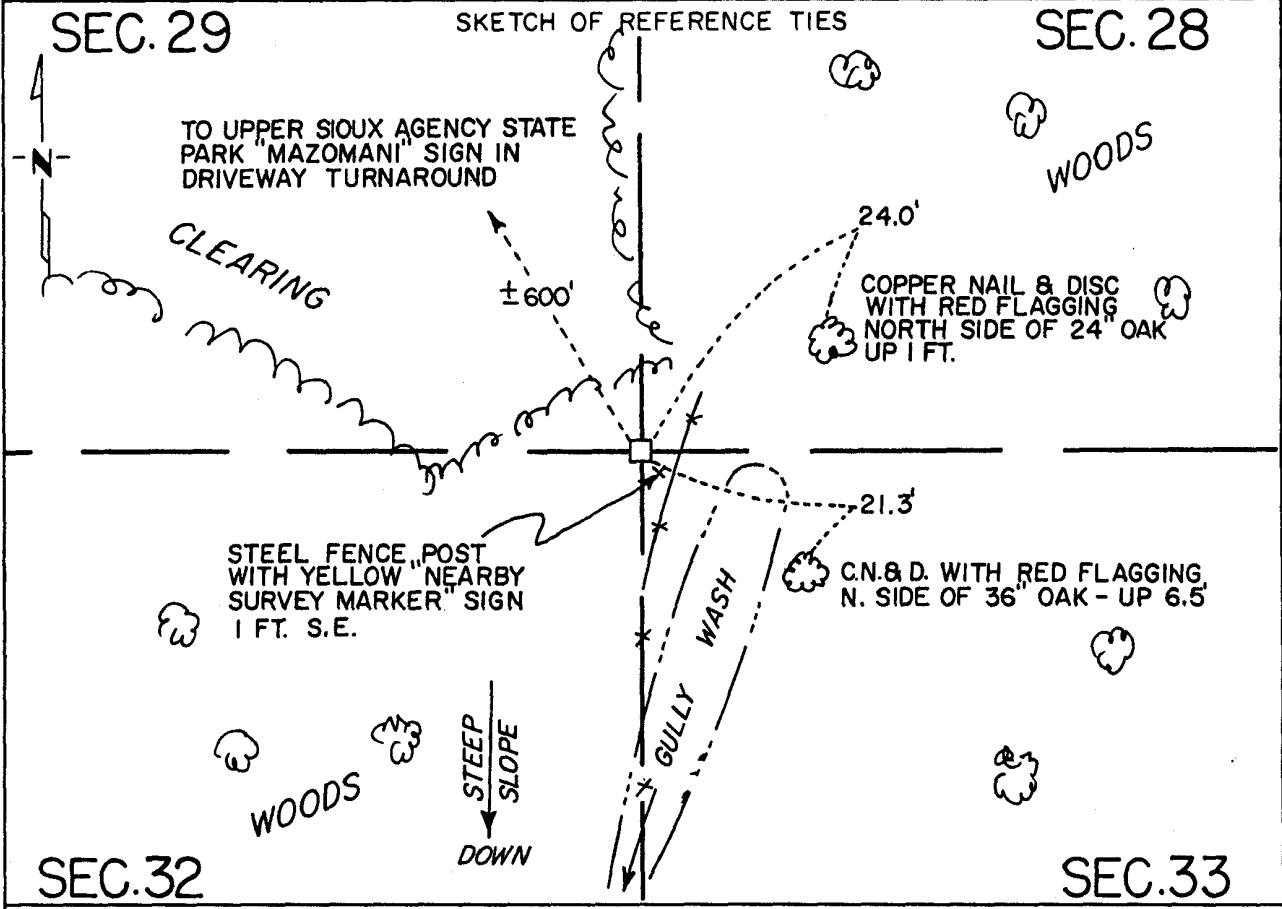 SKETCH OF REFERENCE TIES
SEC. 29
SEC. 28
N
TO UPPER SIOUX AGENCY STATE
PARK "MAZOMANI" SIGN IN
DRIVEWAY TURNAROUND
WOODS
CLEARING
±600'
24.0'
COPPER NAIL & DISC
WITH RED FLAGGING
NORTH SIDE OF 24" OAK
UP 1 FT.
21.3'
STEEL FENCE POST
WITH YELLOW "NEARBY
SURVEY MARKER" SIGN
1 FT. S.E.
C.N.& D. WITH RED FLAGGING
N. SIDE OF 36" OAK - UP 6.5'
GULLY WASH
STEEP
SLOPE
DOWN
WOODS
SEC. 32
SEC. 33